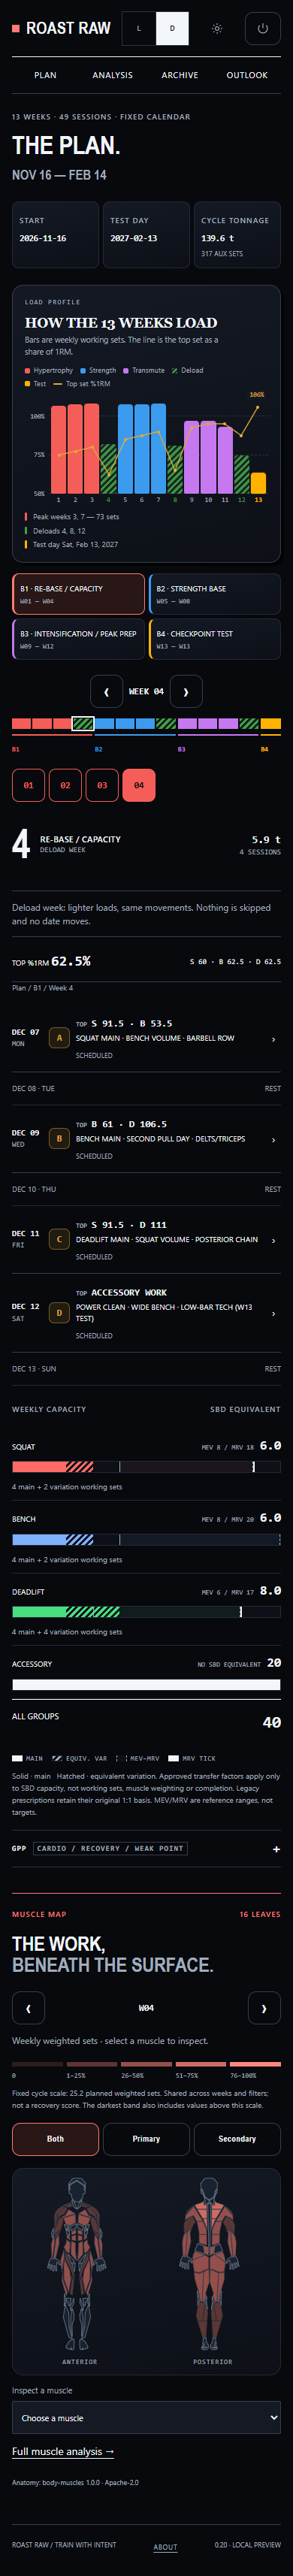 ROAST RAW
L
D
PLAN
ANALYSIS
ARCHIVE
OUTLOOK
13 WEEKS · 49 SESSIONS · FIXED CALENDAR
THE PLAN.
NOV 16 — FEB 14
START
2026-11-16
TEST DAY
2027-02-13
CYCLE TONNAGE
139.6 t
317 AUX SETS
LOAD PROFILE
HOW THE 13 WEEKS LOAD
Bars are weekly working sets. The line is the top set as a
share of 1RM.
Hypertrophy
Strength
Transmute
Deload
Test
Top set %1RM
106%
100%
75%
50%
1 2 3 4 5 6 7 8 9 10 11 12 13
Peak weeks 3, 7 — 73 sets
Deloads 4, 8, 12
Test day Sat, Feb 13, 2027
B1 · RE-BASE / CAPACITY
W01 — W04
B2 · STRENGTH BASE
W05 — W08
B3 · INTENSIFICATION / PEAK PREP
W09 — W12
B4 · CHECKPOINT TEST
W13 — W13
‹
WEEK 04
›
B1
B2
B3
B4
01
02
03
04
4
RE-BASE / CAPACITY
DELOAD WEEK
5.9 t
4 SESSIONS
Deload week: lighter loads, same movements. Nothing is skipped
and no date moves.
TOP %1RM 62.5%
S 60 · B 62.5 · D 62.5
Plan / B1 / Week 4
DEC 07
MON
A
TOP S 91.5 · B 53.5
SQUAT MAIN · BENCH VOLUME · BARBELL ROW
SCHEDULED
›
DEC 08 · TUE
REST
DEC 09
WED
B
TOP B 61 · D 106.5
BENCH MAIN · SECOND PULL DAY · DELTS/TRICEPS
SCHEDULED
›
DEC 10 · THU
REST
DEC 11
FRI
C
TOP S 91.5 · D 111
DEADLIFT MAIN · SQUAT VOLUME · POSTERIOR CHAIN
SCHEDULED
›
DEC 12
SAT
D
TOP ACCESSORY WORK
POWER CLEAN · WIDE BENCH · LOW-BAR TECH (W13
TEST)
SCHEDULED
›
DEC 13 · SUN
REST
WEEKLY CAPACITY
SBD EQUIVALENT
SQUAT
MEV 8 / MRV 18 6.0
4 main + 2 variation working sets
BENCH
MEV 8 / MRV 20 6.0
4 main + 2 variation working sets
DEADLIFT
MEV 6 / MRV 17 8.0
4 main + 4 variation working sets
ACCESSORY
NO SBD EQUIVALENT 20
ALL GROUPS
40
MAIN
EQUIV. VAR
MEV–MRV
MRV TICK
Solid · main Hatched · equivalent variation. Approved transfer factors apply only
to SBD capacity, not working sets, muscle weighting or completion. Legacy
prescriptions retain their original 1:1 basis. MEV/MRV are reference ranges, not
targets.
GPP
CARDIO / RECOVERY / WEAK POINT
+
MUSCLE MAP
16 LEAVES
THE WORK,
BENEATH THE SURFACE.
‹
W04
›
Weekly weighted sets · select a muscle to inspect.
0
1–25%
26–50%
51–75%
76–100%
Fixed cycle scale: 25.2 planned weighted sets. Shared across weeks and filters;
not a recovery score. The darkest band also includes values above this scale.
Both
Primary
Secondary
ANTERIOR
POSTERIOR
Inspect a muscle
Choose a muscle
Full muscle analysis →
Anatomy: body-muscles 1.0.0 · Apache-2.0
ROAST RAW / TRAIN WITH INTENT
ABOUT
0.20 · LOCAL PREVIEW